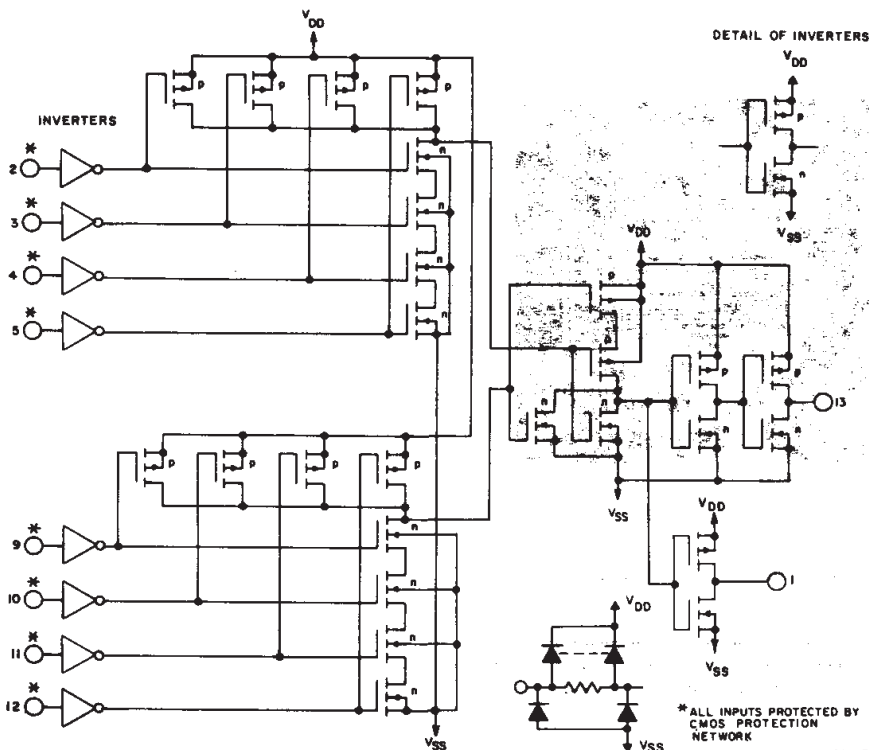 VDD
DETAIL OF INVERTERS
VDD
p
p
p
p
p
INVERTERS
n
n
VSS
*
2
*
3
n
*
4
n
*
5
n
VDD
p
p
p
p
n
n
n
n
13
VSS
p
p
p
p
VDD
*
9
n
*
10
n
1
*
11
n
VSS
*
12
n
VSS
VDD
VSS
* ALL INPUTS PROTECTED BY
CMOS PROTECTION
NETWORK